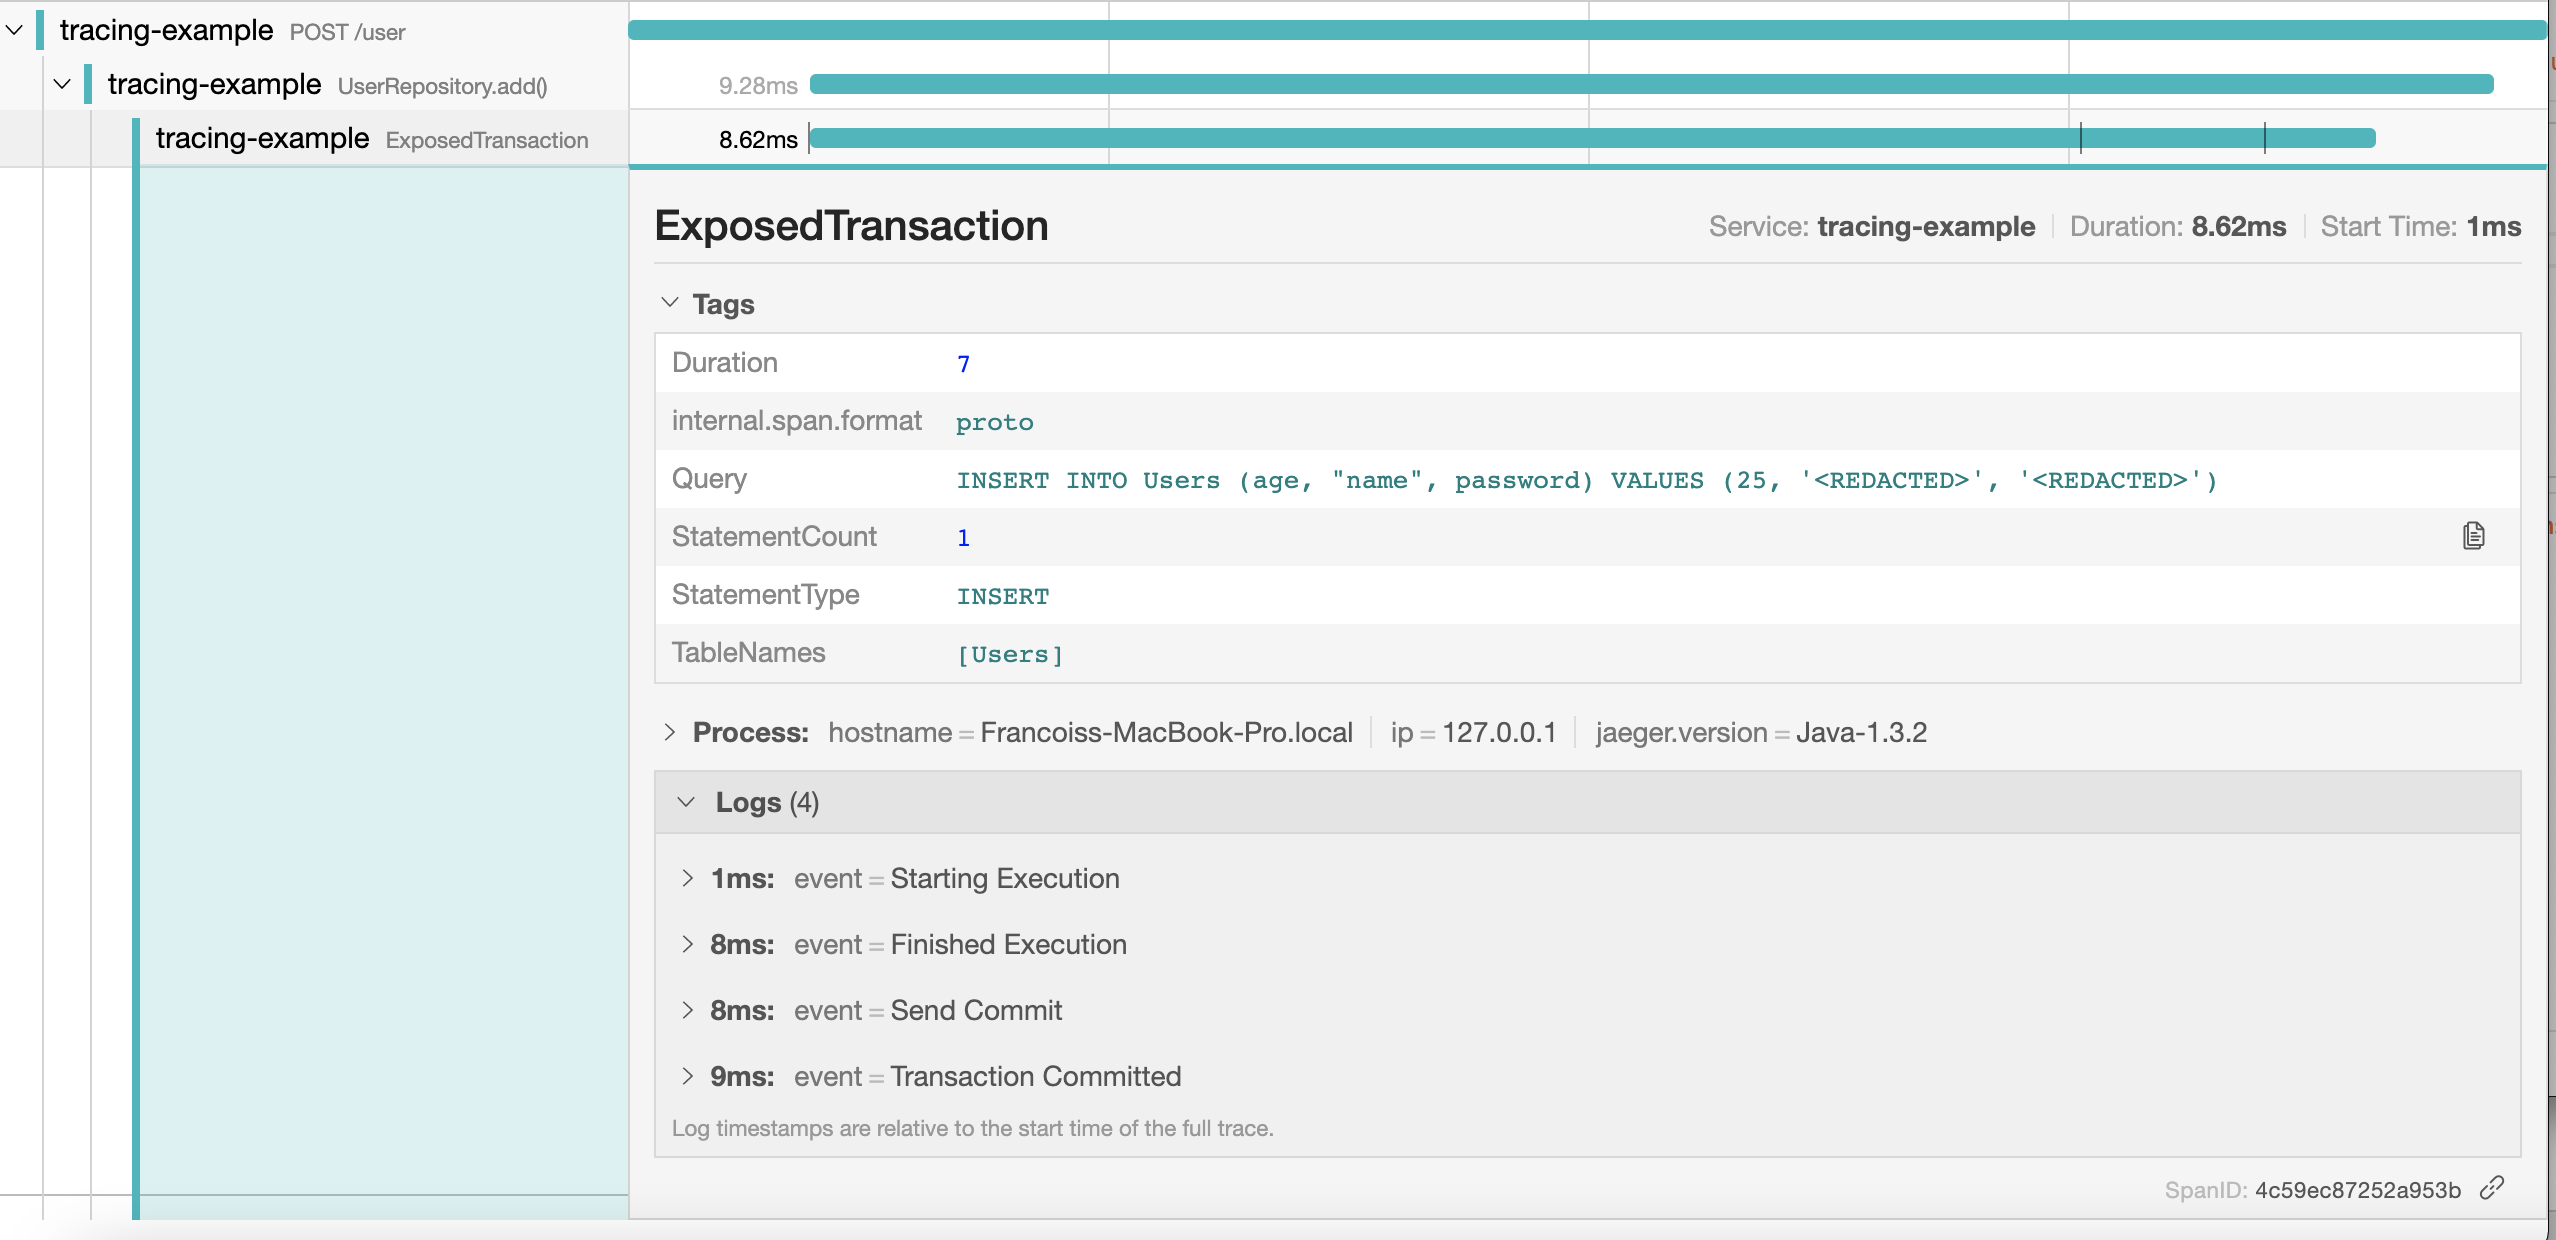 tracing-example POST /user
tracing-example UserRepository.add() 9.28ms
tracing-example ExposedTransaction 8.62ms
ExposedTransaction Service: tracing-example Duration: 8.62ms Start Time: 1ms
Tags
Duration 7
internal.span.format proto
Query INSERT INTO Users (age, "name", password) VALUES (25, '<REDACTED>', '<REDACTED>')
StatementCount 1
StatementType INSERT
TableNames [Users]
Process: hostname = Francoiss-MacBook-Pro.local ip = 127.0.0.1 jaeger.version = Java-1.3.2
Logs (4)
1ms: event = Starting Execution
8ms: event = Finished Execution
8ms: event = Send Commit
9ms: event = Transaction Committed
Log timestamps are relative to the start time of the full trace.
SpanID: 4c59ec87252a953b